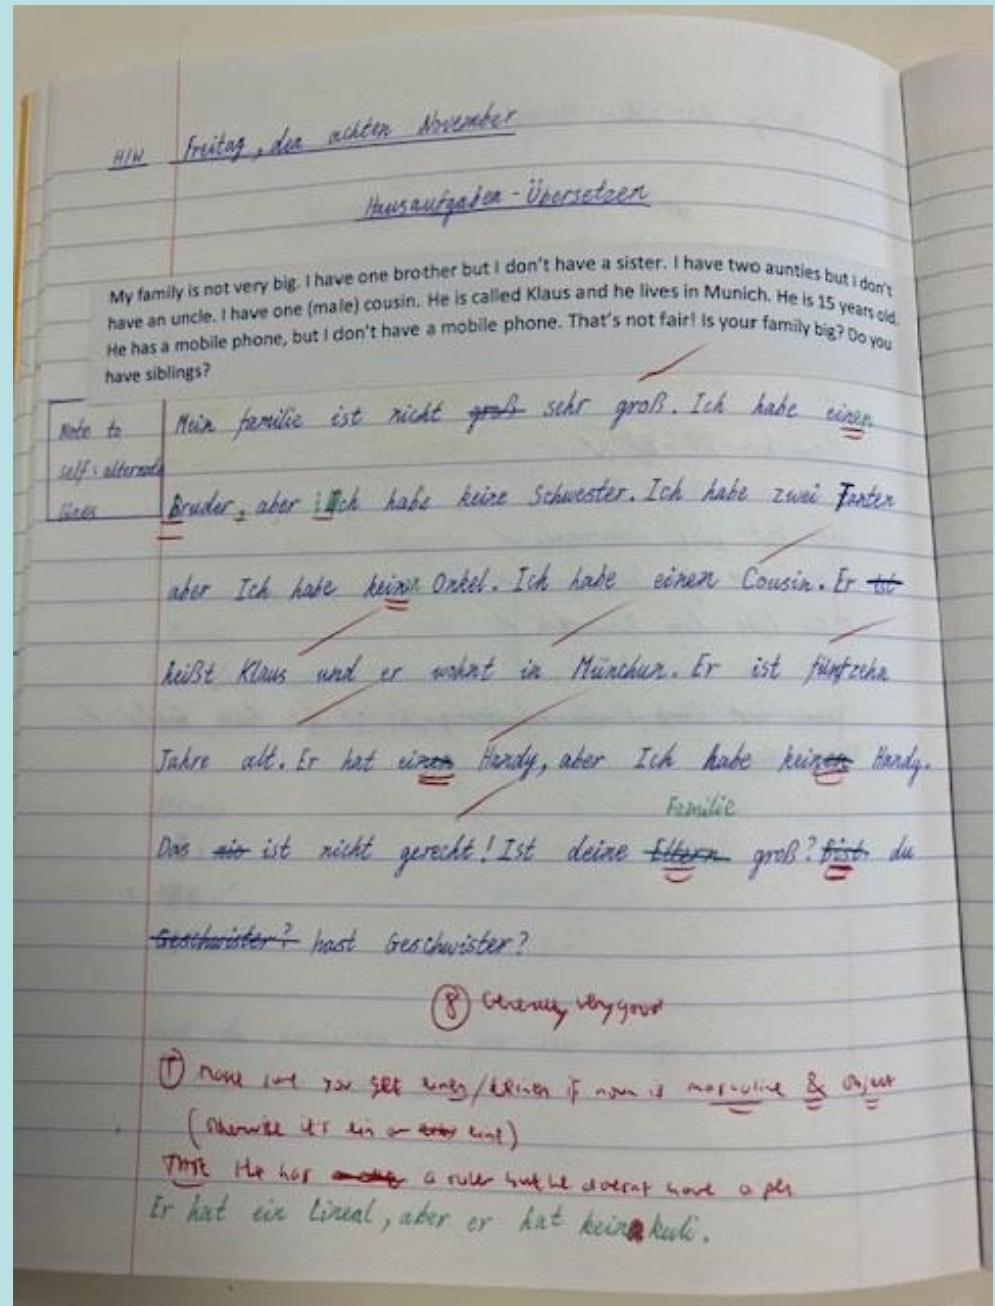 H/W Freitag, den achten November
Hausaufgaben - Übersetzen
My family is not very big. I have one brother but I don't have a sister. I have two aunties but I don't
have an uncle. I have one (male) cousin. He is called Klaus and he lives in Munich. He is 15 years old.
He has a mobile phone, but I don't have a mobile phone. That's not fair! Is your family big? Do you
have siblings?
Note to
self: alternate
lines
Mein familie ist nicht groß sehr groß. Ich habe einen
Bruder, aber ich habe keine Schwester. Ich habe zwei Tanten
aber Ich habe keinen Onkel. Ich habe einen Cousin. Er ist
heißt Klaus und er wohnt in Münchun. Er ist fünfzehn
Jahre alt. Er hat einen Handy, aber Ich habe keinen Handy.
Familie
Das ist nicht gerecht! Ist deine Eltern groß? Bist du
Geschwister? hast Geschwister?
8 Generally very good
T Make sure you get einen/keinen if noun is masculine & object
(otherwise it's ein or eine)
He has a ruler but he doesn't have a pen
Er hat ein Lineal, aber er hat kein kuli.